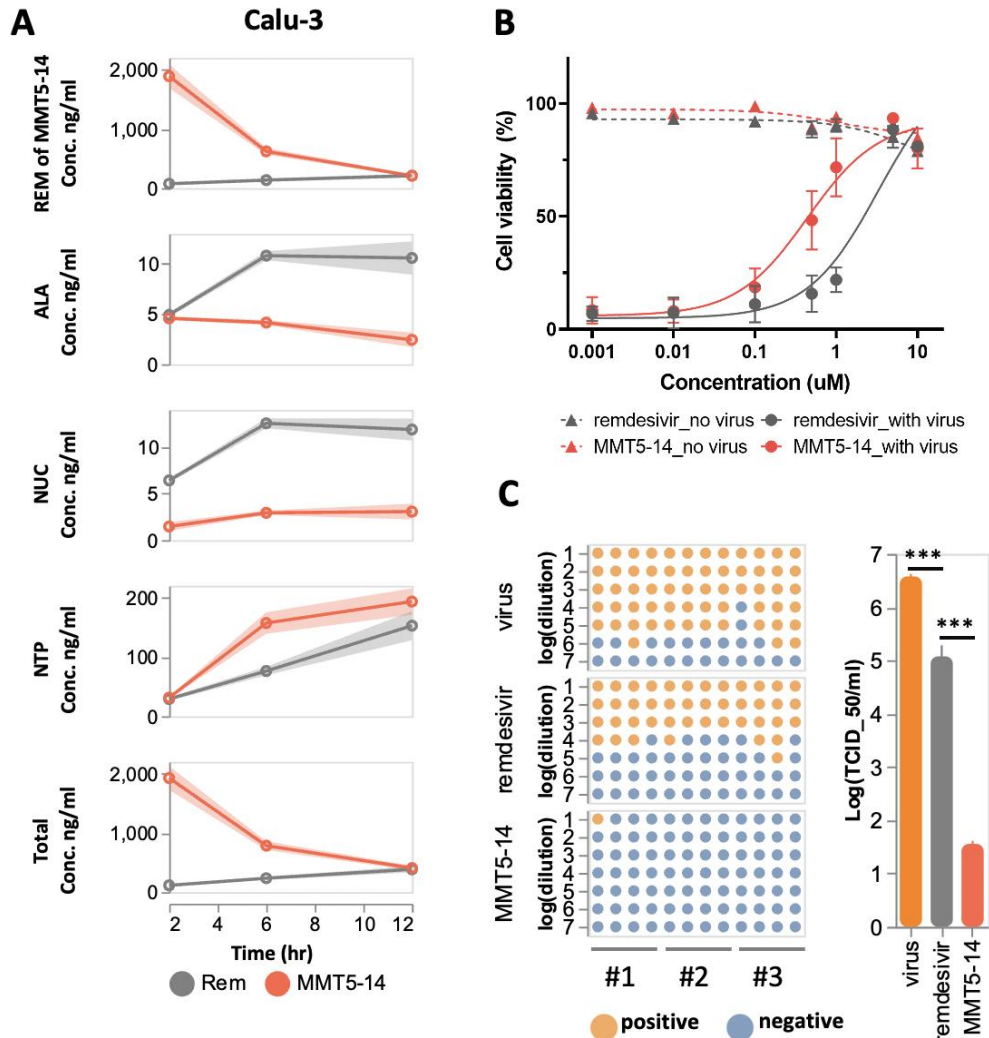 A
Calu-3
REM of MMT5-14
Conc. ng/ml
2,000
1,000
0
ALA
Conc. ng/ml
10
5
0
NUC
Conc. ng/ml
10
5
0
NTP
Conc. ng/ml
200
100
0
Total
Conc. ng/ml
2,000
1,000
0
2 4 6 8 10 12
Time (hr)
Rem MMT5-14
B
Cell viability (%)
100
50
0
0.001 0.01 0.1 1 10
Concentration (uM)
remdesivir_no virus remdesivir_with virus
MMT5-14_no virus MMT5-14_with virus
C
virus
log(dilution)
1
2
3
4
5
6
7
remdesivir
log(dilution)
1
2
3
4
5
6
7
MMT5-14
log(dilution)
1
2
3
4
5
6
7
#1 #2 #3
positive negative
Log(TCID_50/ml)
7
6
5
4
3
2
1
0
***
***
virus
remdesivir
MMT5-14